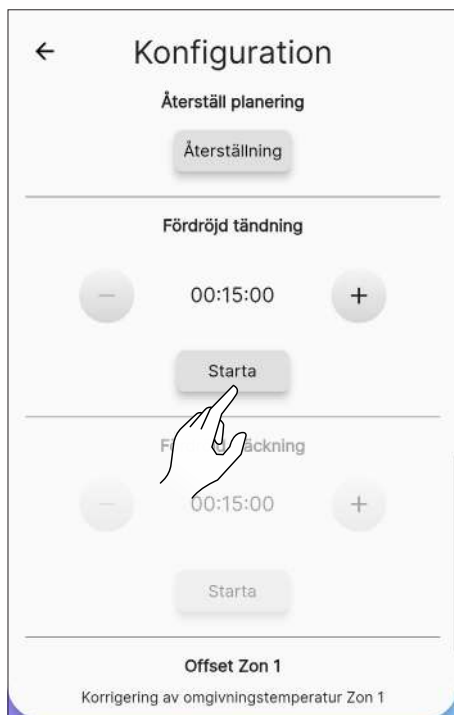 Konfiguration
Återställ planering
Återställning
Fördröjd tändning
− 00:15:00 +
Starta
− 00:15:00 +
Starta
Offset Zon 1
Korrigering av omgivningstemperatur Zon 1